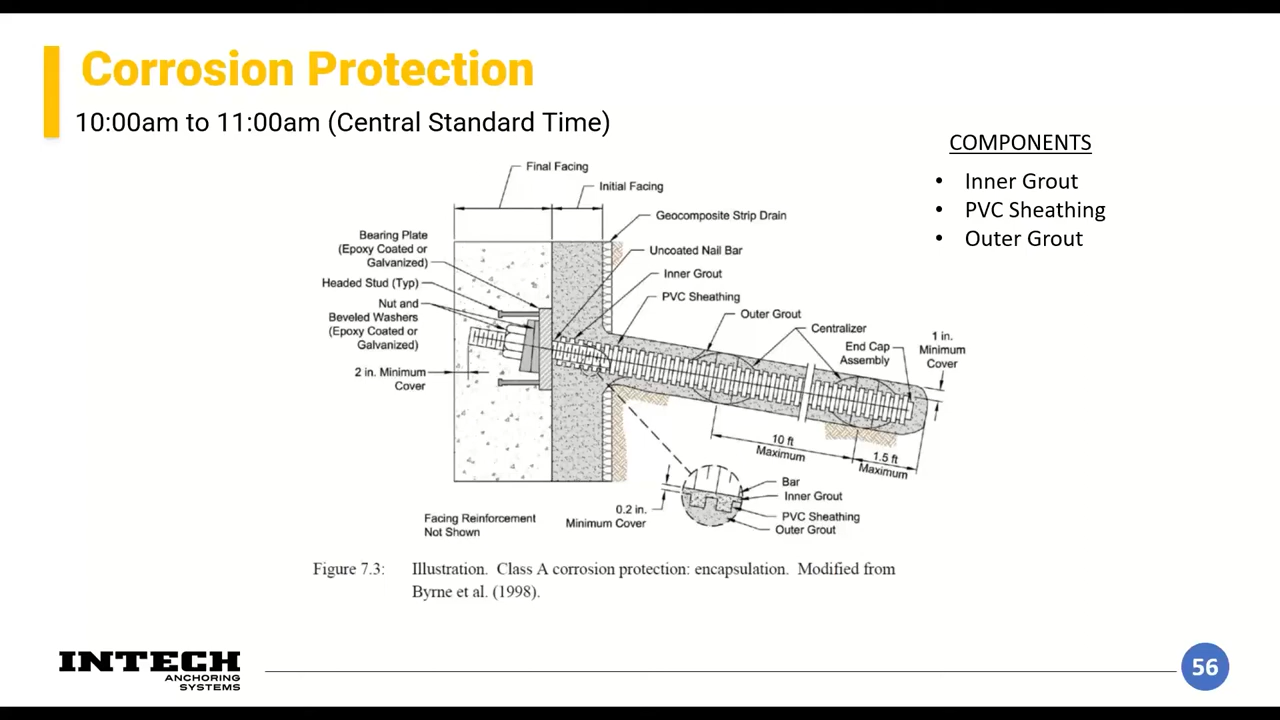 Corrosion Protection
10:00am to 11:00am (Central Standard Time)
COMPONENTS
• Inner Grout
• PVC Sheathing
• Outer Grout
Final Facing
Initial Facing
Geocomposite Strip Drain
Bearing Plate
(Epoxy Coated or
Galvanized)
Uncoated Nail Bar
Headed Stud (Typ)
Inner Grout
Nut and
Beveled Washers
(Epoxy Coated or
Galvanized)
PVC Sheathing
Outer Grout
Centralizer
End Cap
Assembly
1 in.
Minimum
Cover
2 in. Minimum
Cover
10 ft
Maximum
1.5 ft
Maximum
Bar
Inner Grout
PVC Sheathing
Outer Grout
0.2 in.
Minimum Cover
Facing Reinforcement
Not Shown
Figure 7.3: Illustration. Class A corrosion protection: encapsulation. Modified from
Byrne et al. (1998).
INTECH
ANCHORING
SYSTEMS
56